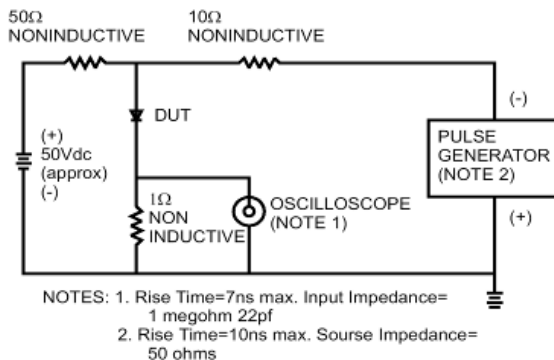 50Ω
NONINDUCTIVE
10Ω
NONINDUCTIVE
(+)
50Vdc
(approx)
(-)
DUT
1Ω
NON
INDUCTIVE
OSCILLOSCOPE
(NOTE 1)
(-)
PULSE
GENERATOR
(NOTE 2)
(+)
NOTES: 1. Rise Time=7ns max. Input Impedance=
1 megohm 22pf
2. Rise Time=10ns max. Sourse Impedance=
50 ohms